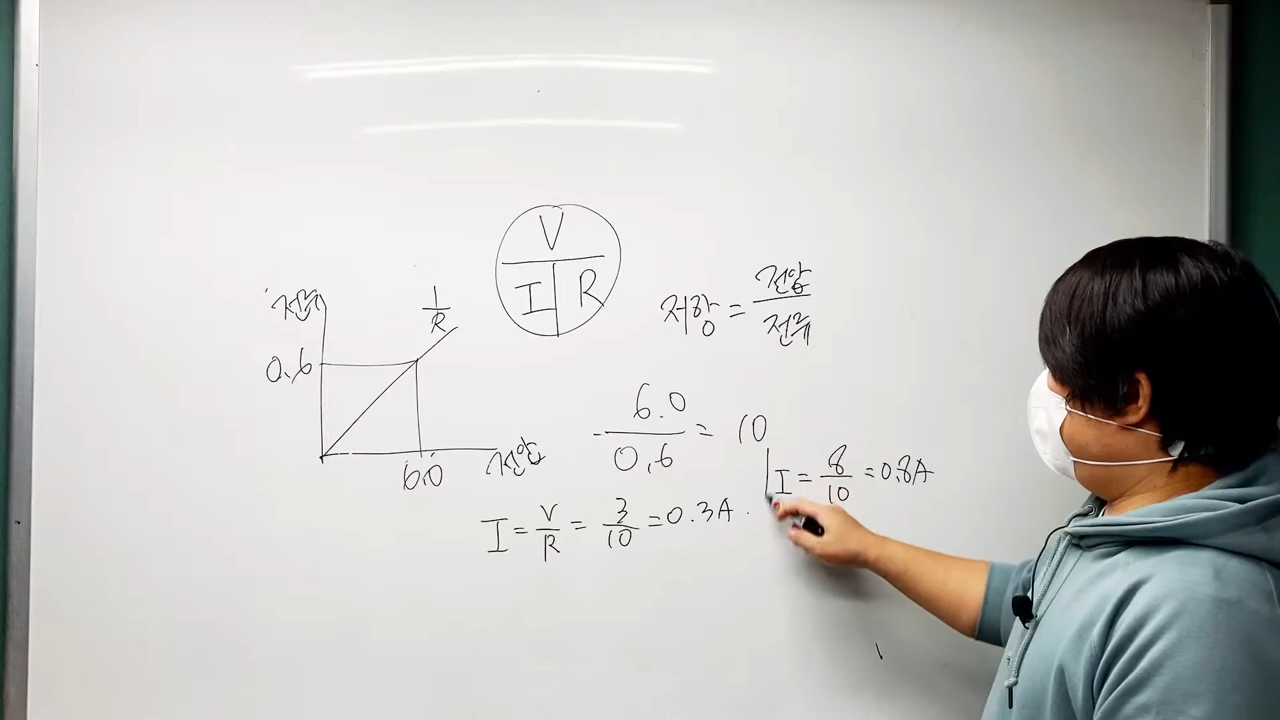 V
I R
저항 = 전압/전류
전류
1/R
0.6
6.0
전압
6.0/0.6 = 10
I = V/R = 3/10 = 0.3A
I = 8/10 = 0.8A